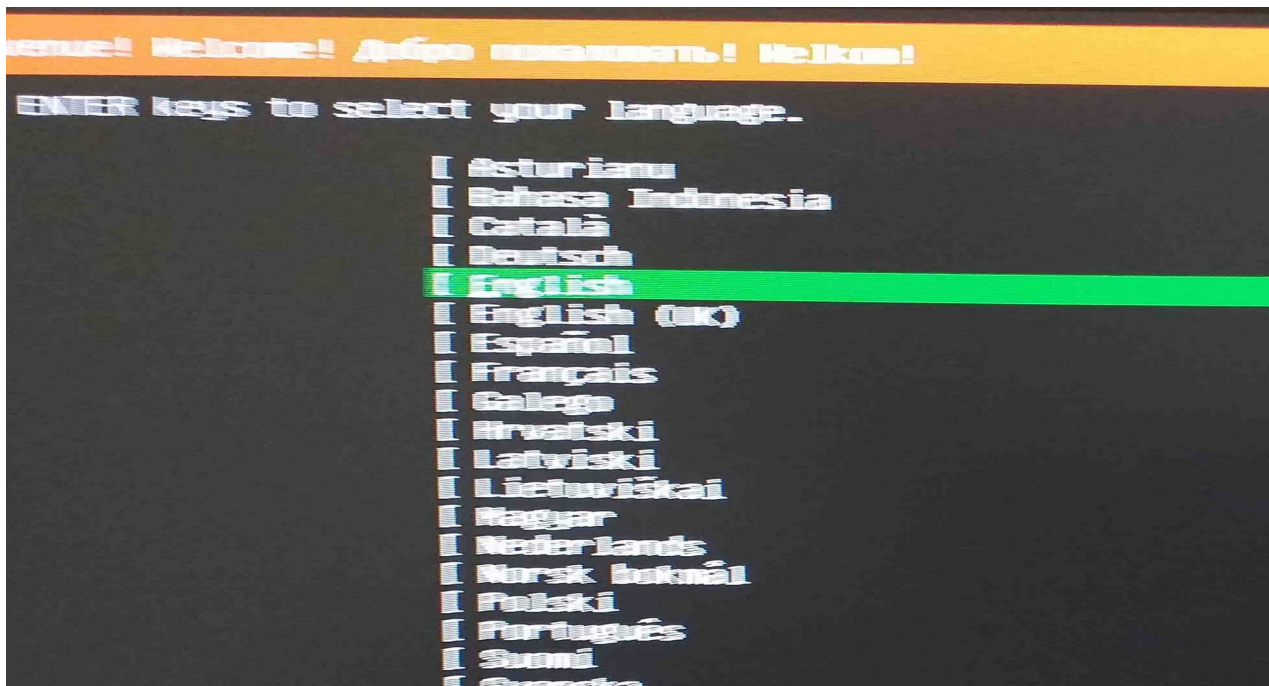 Welcome! Добро пожаловать! Welkom!
ENTER keys to select your language.
[ Asturianu
[ Bahasa Indonesia
[ Català
[ Deutsch
[ English
[ English (UK)
[ Español
[ Français
[ Galego
[ Hrvatski
[ Latviski
[ Lietuviškai
[ Magyar
[ Nederlands
[ Norsk bokmål
[ Polski
[ Português
[ Suomi
[ Svenska